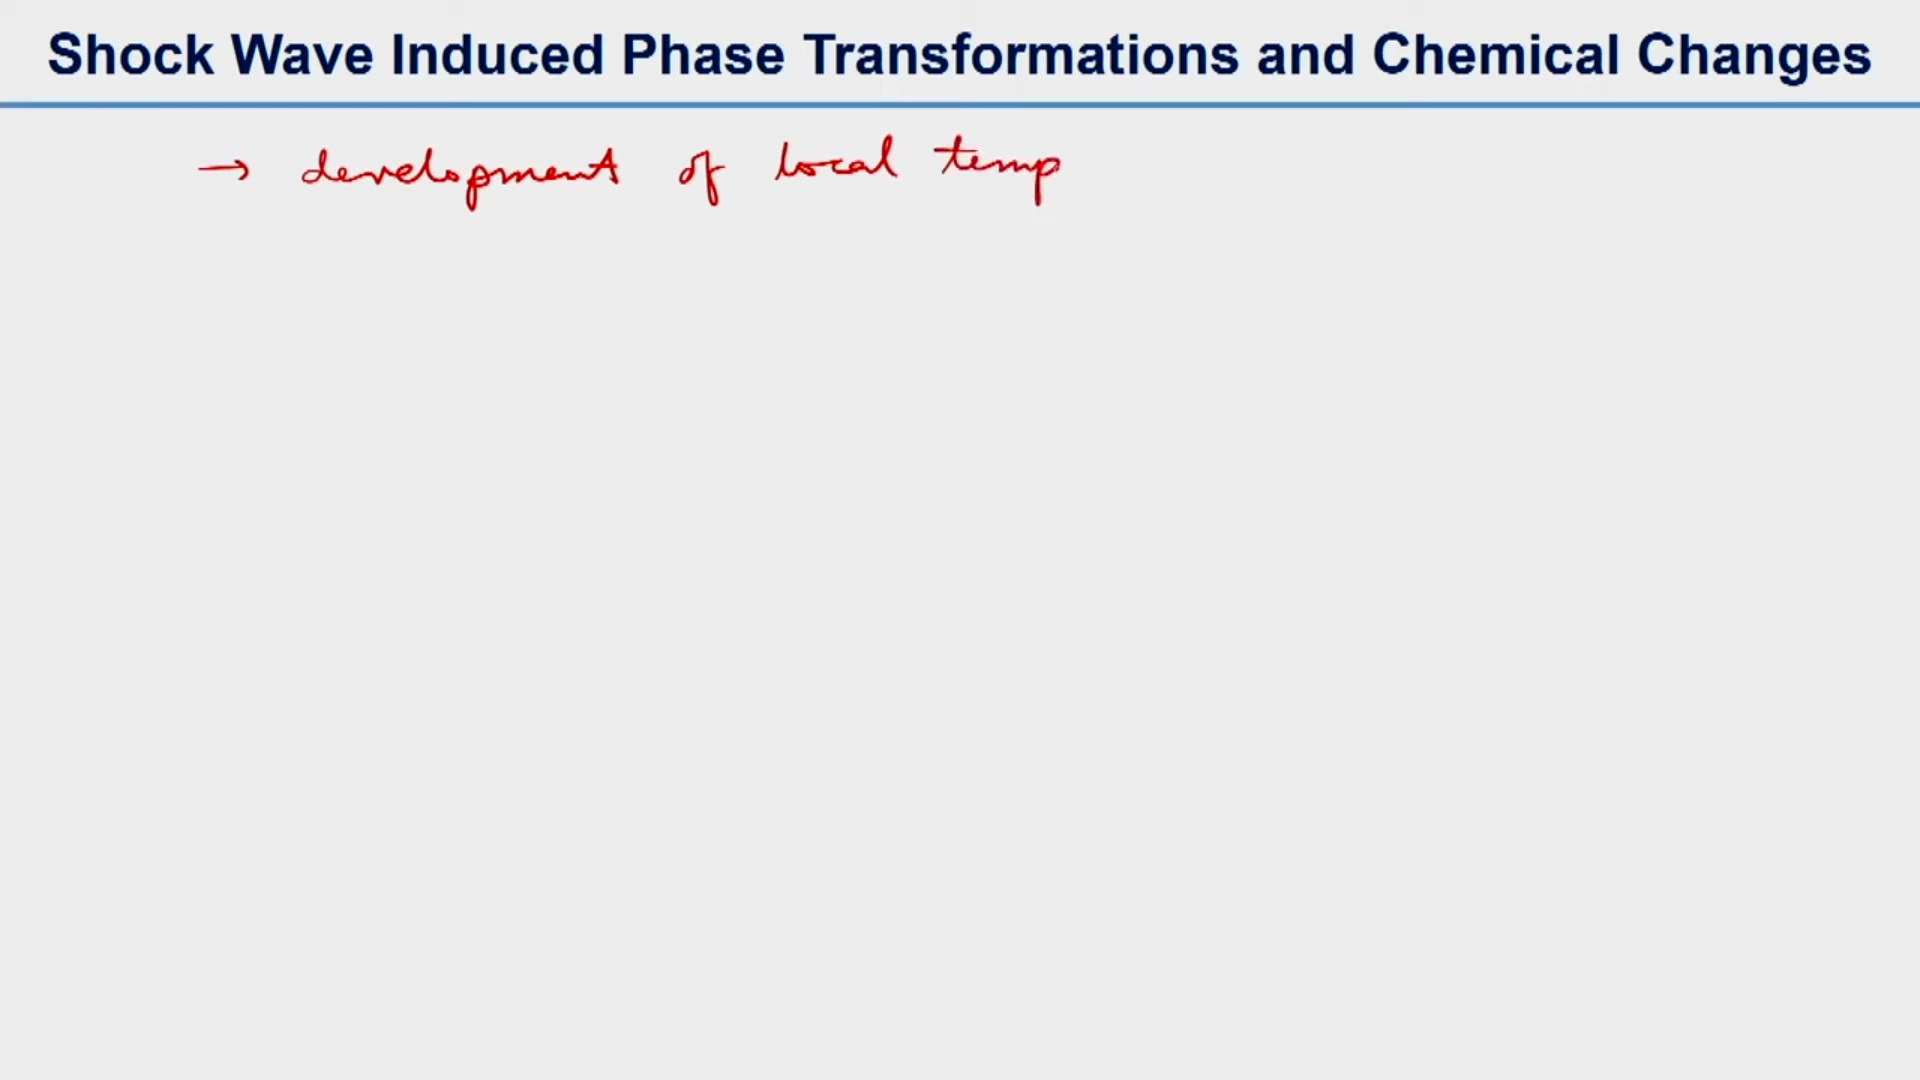 Shock Wave Induced Phase Transformations and Chemical Changes
→ development of local temp